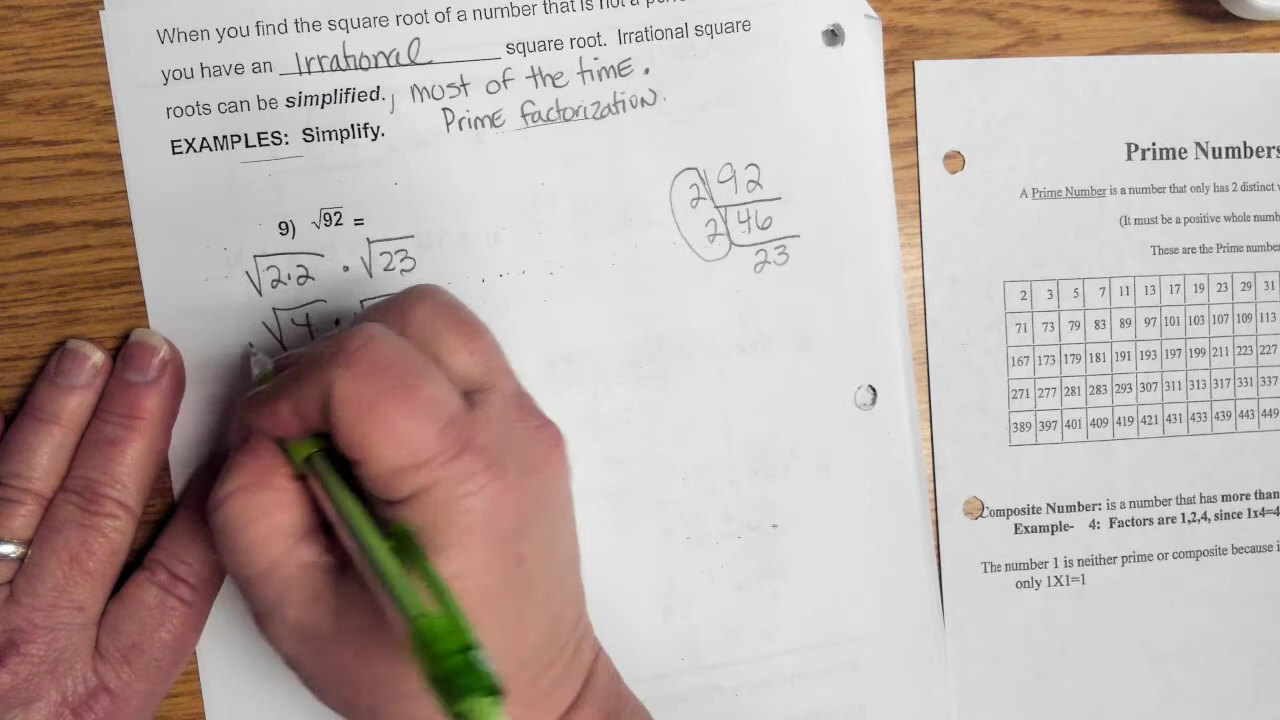 When you find the square root of a number that is not a
you have an Irrational square root. Irrational square
roots can be simplified., most of the time.
Prime factorization.
EXAMPLES: Simplify.
9) √92 =
√2·2 · √23
√4 ·
2 92
2 46
23
Prime Numbers
A Prime Number is a number that only has 2 distinct
(It must be a positive whole
These are the Prime
2 3 5 7 11 13 17 19 23 29 31
71 73 79 83 89 97 101 103 107 109 113
167 173 179 181 191 193 197 199 211 223 227
271 277 281 283 293 307 311 313 317 331 337
389 397 401 409 419 421 431 433 439 443 449
Composite Number: is a number that has more than
Example- 4: Factors are 1,2,4, since 1x4=4
The number 1 is neither prime or composite because
only 1X1=1